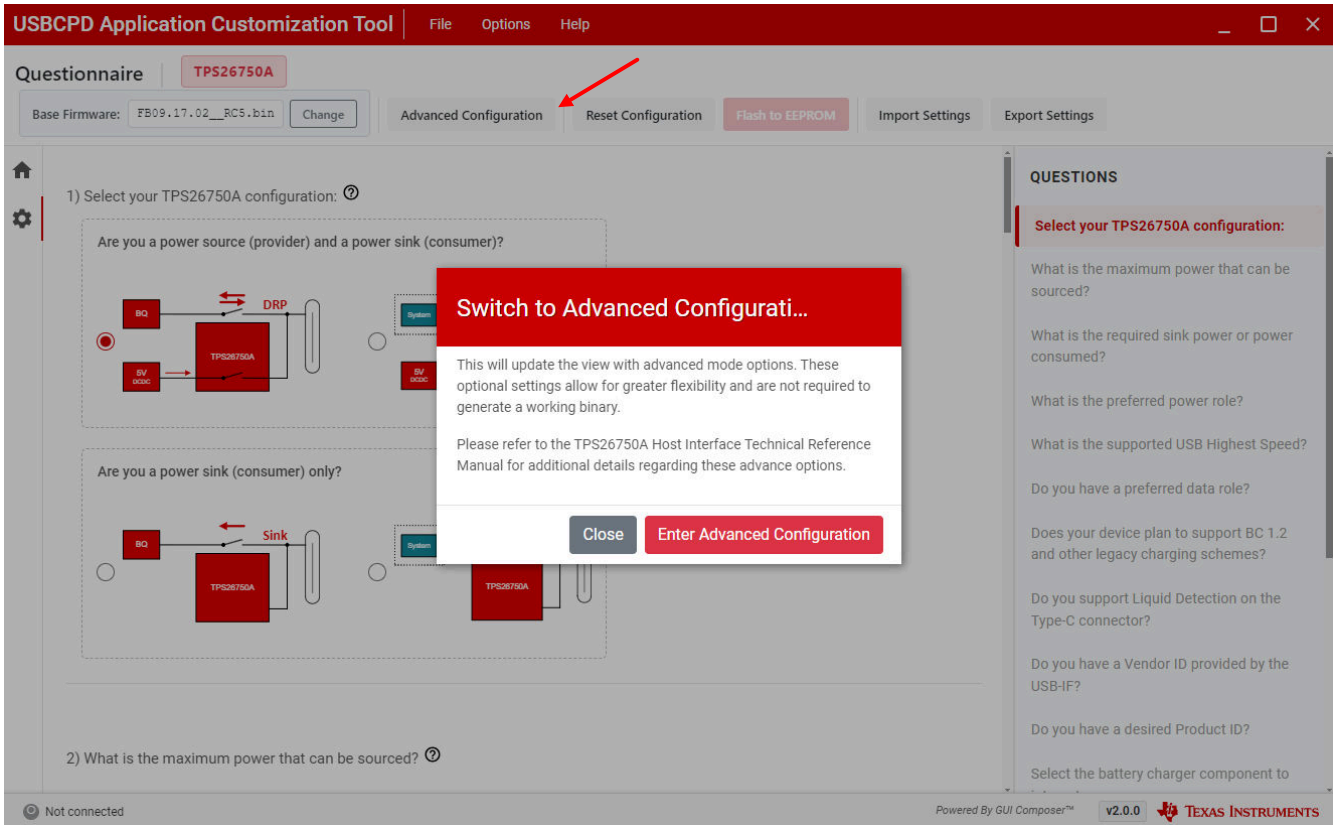 USBCPD Application Customization Tool
File Options Help
Questionnaire
TPS26750A
Base Firmware: FB09.17.02__RC5.bin Change
Advanced Configuration
Reset Configuration
Flash to EEPROM
Import Settings
Export Settings
1) Select your TPS26750A configuration:
Are you a power source (provider) and a power sink (consumer)?
BQ
DRP
TPS26750A
5V
DCDC
System
5V
DCDC
Are you a power sink (consumer) only?
BQ
Sink
TPS26750A
System
TPS26750A
2) What is the maximum power that can be sourced?
Switch to Advanced Configurati...
This will update the view with advanced mode options. These
optional settings allow for greater flexibility and are not required to
generate a working binary.
Please refer to the TPS26750A Host Interface Technical Reference
Manual for additional details regarding these advance options.
Close
Enter Advanced Configuration
QUESTIONS
Select your TPS26750A configuration:
What is the maximum power that can be
sourced?
What is the required sink power or power
consumed?
What is the preferred power role?
What is the supported USB Highest Speed?
Do you have a preferred data role?
Does your device plan to support BC 1.2
and other legacy charging schemes?
Do you support Liquid Detection on the
Type-C connector?
Do you have a Vendor ID provided by the
USB-IF?
Do you have a desired Product ID?
Select the battery charger component to
Not connected
Powered By GUI Composer™
v2.0.0
TEXAS INSTRUMENTS